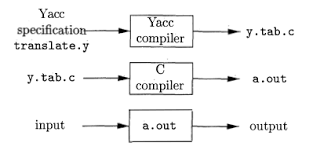 Yacc
specification
translate.y
Yacc
compiler
y.tab.c
y.tab.c
C
compiler
a.out
input
a.out
output